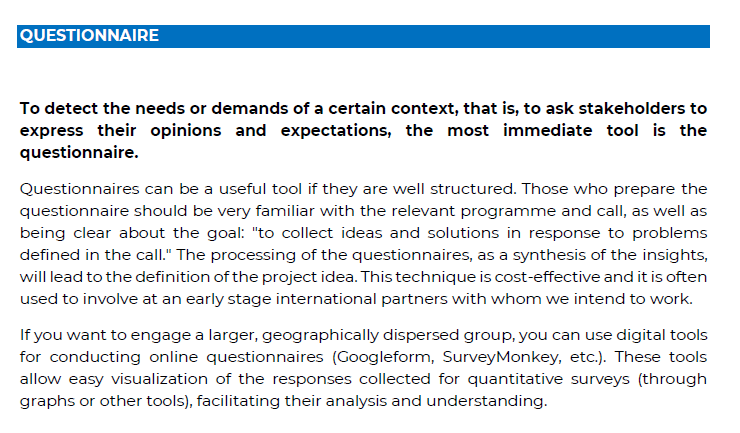 QUESTIONNAIRE
To detect the needs or demands of a certain context, that is, to ask stakeholders to
express their opinions and expectations, the most immediate tool is the
questionnaire.
Questionnaires can be a useful tool if they are well structured. Those who prepare the
questionnaire should be very familiar with the relevant programme and call, as well as
being clear about the goal: "to collect ideas and solutions in response to problems
defined in the call." The processing of the questionnaires, as a synthesis of the insights,
will lead to the definition of the project idea. This technique is cost-effective and it is often
used to involve at an early stage international partners with whom we intend to work.
If you want to engage a larger, geographically dispersed group, you can use digital tools
for conducting online questionnaires (Googleform, SurveyMonkey, etc.). These tools
allow easy visualization of the responses collected for quantitative surveys (through
graphs or other tools), facilitating their analysis and understanding.